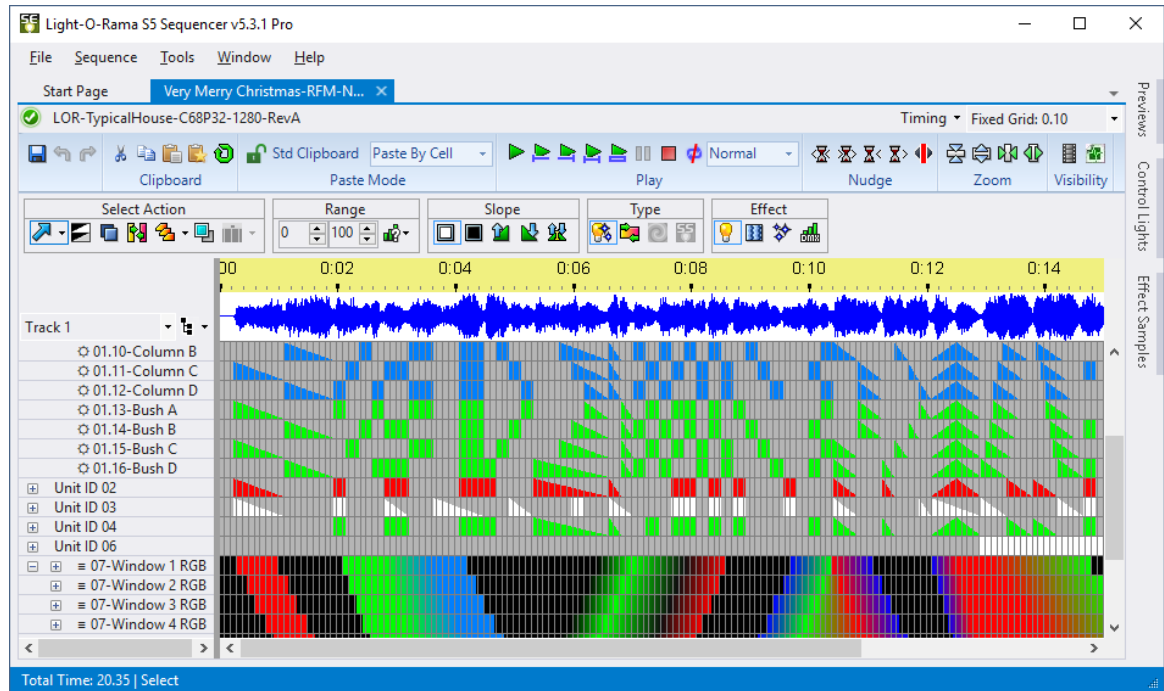 Light-O-Rama S5 Sequencer v5.3.1 Pro
File Sequence Tools Window Help
Start Page Very Merry Christmas-RFM-N...
LOR-TypicalHouse-C68P32-1280-RevA Timing Fixed Grid: 0.10
Std Clipboard Paste By Cell Normal
Clipboard Paste Mode Play Nudge Zoom Visibility
Select Action Range Slope Type Effect
0 100
00 0:02 0:04 0:06 0:08 0:10 0:12 0:14
Track 1
01.10-Column B
01.11-Column C
01.12-Column D
01.13-Bush A
01.14-Bush B
01.15-Bush C
01.16-Bush D
Unit ID 02
Unit ID 03
Unit ID 04
Unit ID 06
07-Window 1 RGB
07-Window 2 RGB
07-Window 3 RGB
07-Window 4 RGB
Total Time: 20.35 | Select
Previews
Control Lights
Effect Samples